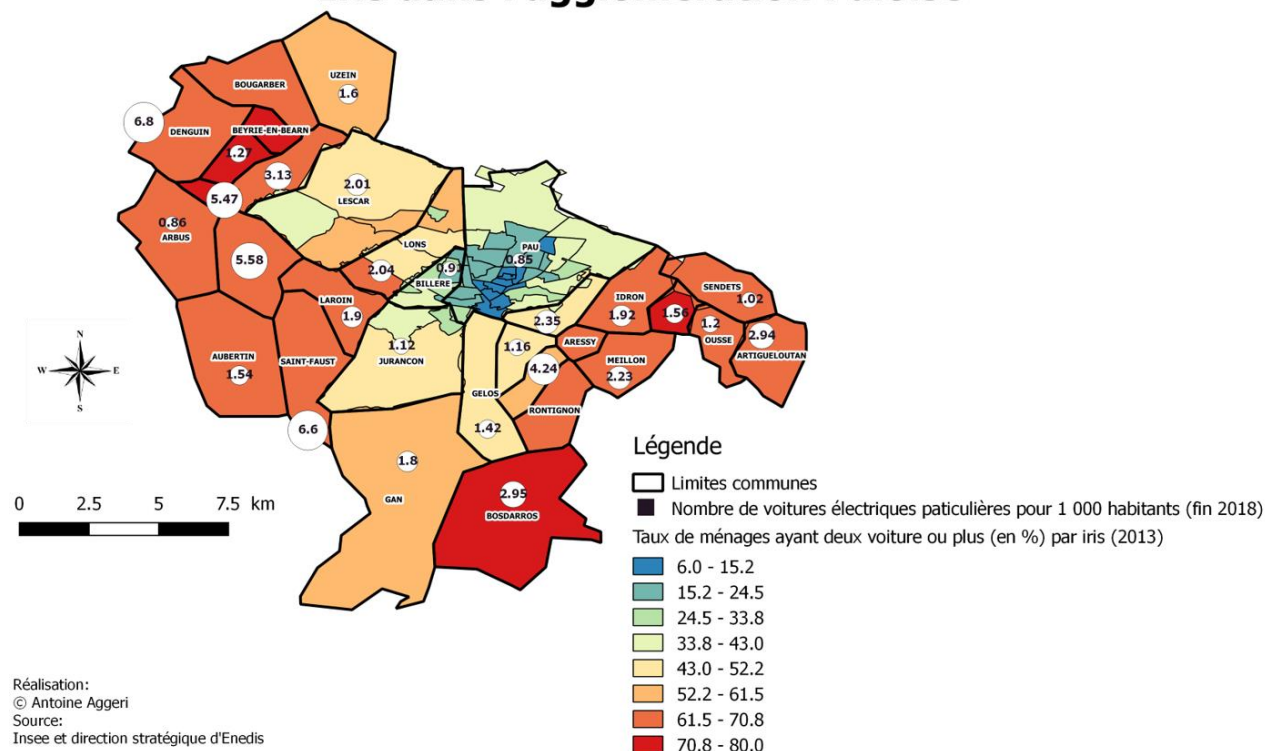 UZEIN
1.6
BOUGARBER
6.8
DENGUIN
BEYRIE-EN-BEARN
1.27
3.13
5.47
2.01
LESCAR
0.86
ARBUS
5.58
LONS
2.04
0.91
BILLERE
PAU
0.85
LAROIN
1.9
IDRON
1.92
1.56
SENDETS
1.02
1.2
OUSSE
2.94
ARTIGUELOUTAN
2.35
ARESSY
1.16
1.12
JURANCON
AUBERTIN
1.54
SAINT-FAUST
4.24
MEILLON
2.23
GELOS
RONTIGNON
1.42
6.6
1.8
GAN
2.95
BOSDARROS
N
W E
S
0 2.5 5 7.5 km
Légende
Limites communes
Nombre de voitures électriques paticulières pour 1 000 habitants (fin 2018)
Taux de ménages ayant deux voiture ou plus (en %) par iris (2013)
6.0 - 15.2
15.2 - 24.5
24.5 - 33.8
33.8 - 43.0
43.0 - 52.2
52.2 - 61.5
61.5 - 70.8
70.8 - 80.0
Réalisation:
© Antoine Aggeri
Source:
Insee et direction stratégique d'Enedis